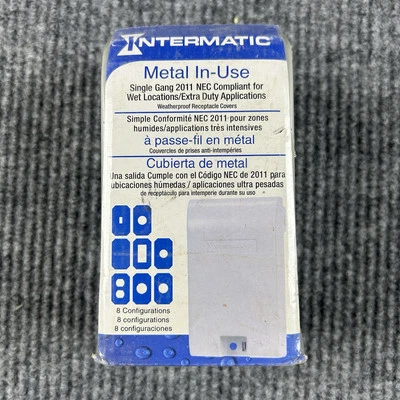 INTERMATIC
Metal In-Use
Single Gang 2011 NEC Compliant for
Wet Locations/Extra Duty Applications
Weatherproof Receptacle Covers
Simple Conformité NEC 2011 pour zones
humides/applications très intensives
à passe-fil en métal
Couvercles de prises anti-intempéries
Cubierta de metal
Una salida Cumple con el Código NEC de 2011 para
ubicaciones húmedas / aplicaciones ultra pesadas
de receptáculo para intemperie durante su uso
8 Configurations
8 configurations
8 configuraciones